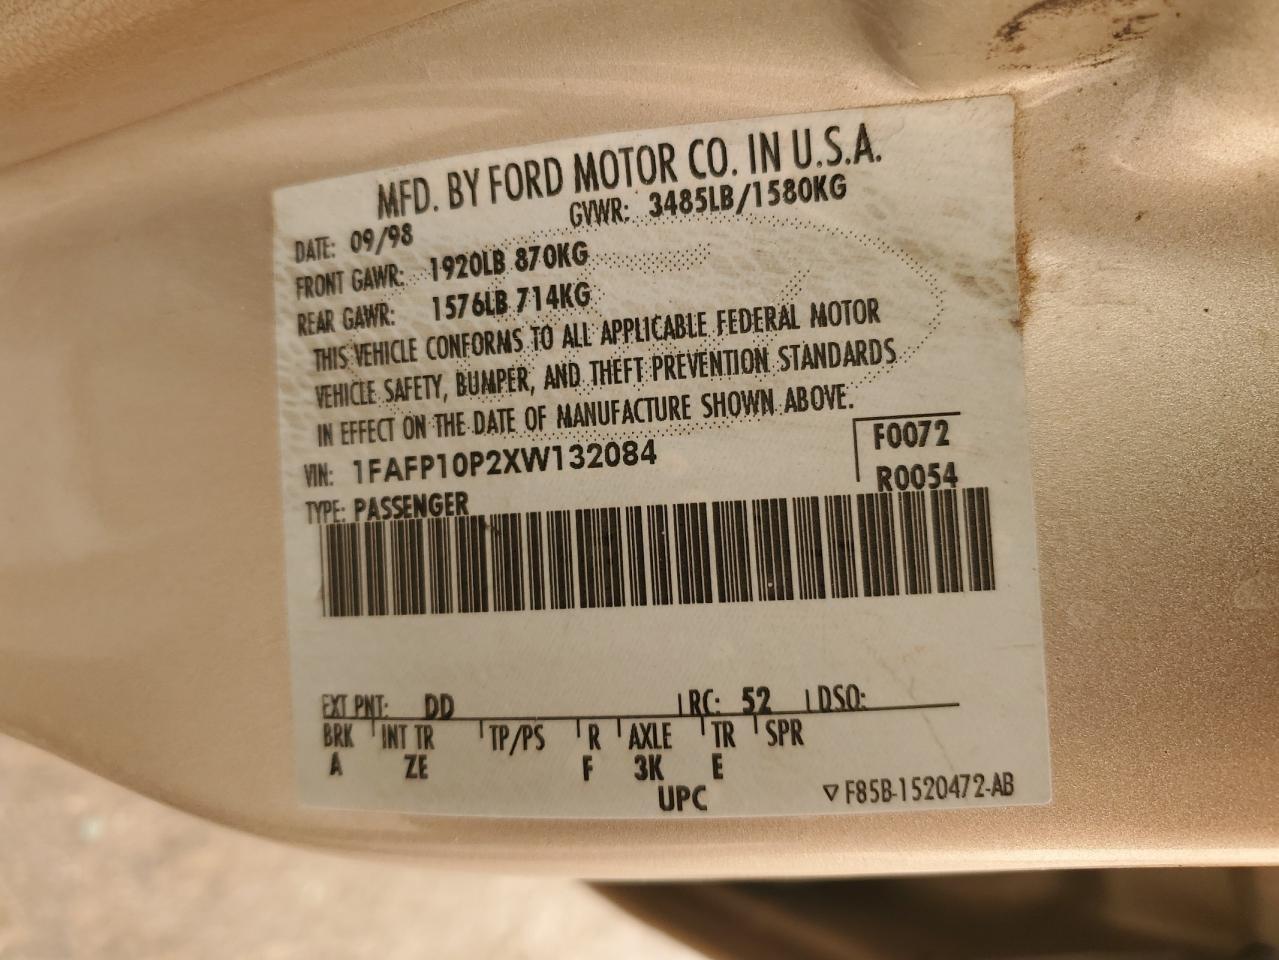 MFD. BY FORD MOTOR CO. IN U.S.A.
DATE: 09/98 GVWR: 3485LB/1580KG
FRONT GAWR: 1920LB 870KG
REAR GAWR: 1576LB 714KG
THIS VEHICLE CONFORMS TO ALL APPLICABLE FEDERAL MOTOR
VEHICLE SAFETY, BUMPER, AND THEFT PREVENTION STANDARDS
IN EFFECT ON THE DATE OF MANUFACTURE SHOWN ABOVE.
VIN: 1FAFP10P2XW132084 F0072
TYPE: PASSENGER R0054
EXT PNT: DD RC: 52 DSO:
BRK INT TR TP/PS R AXLE TR SPR
A ZE F 3K E
UPC ▽ F85B-1520472-AB